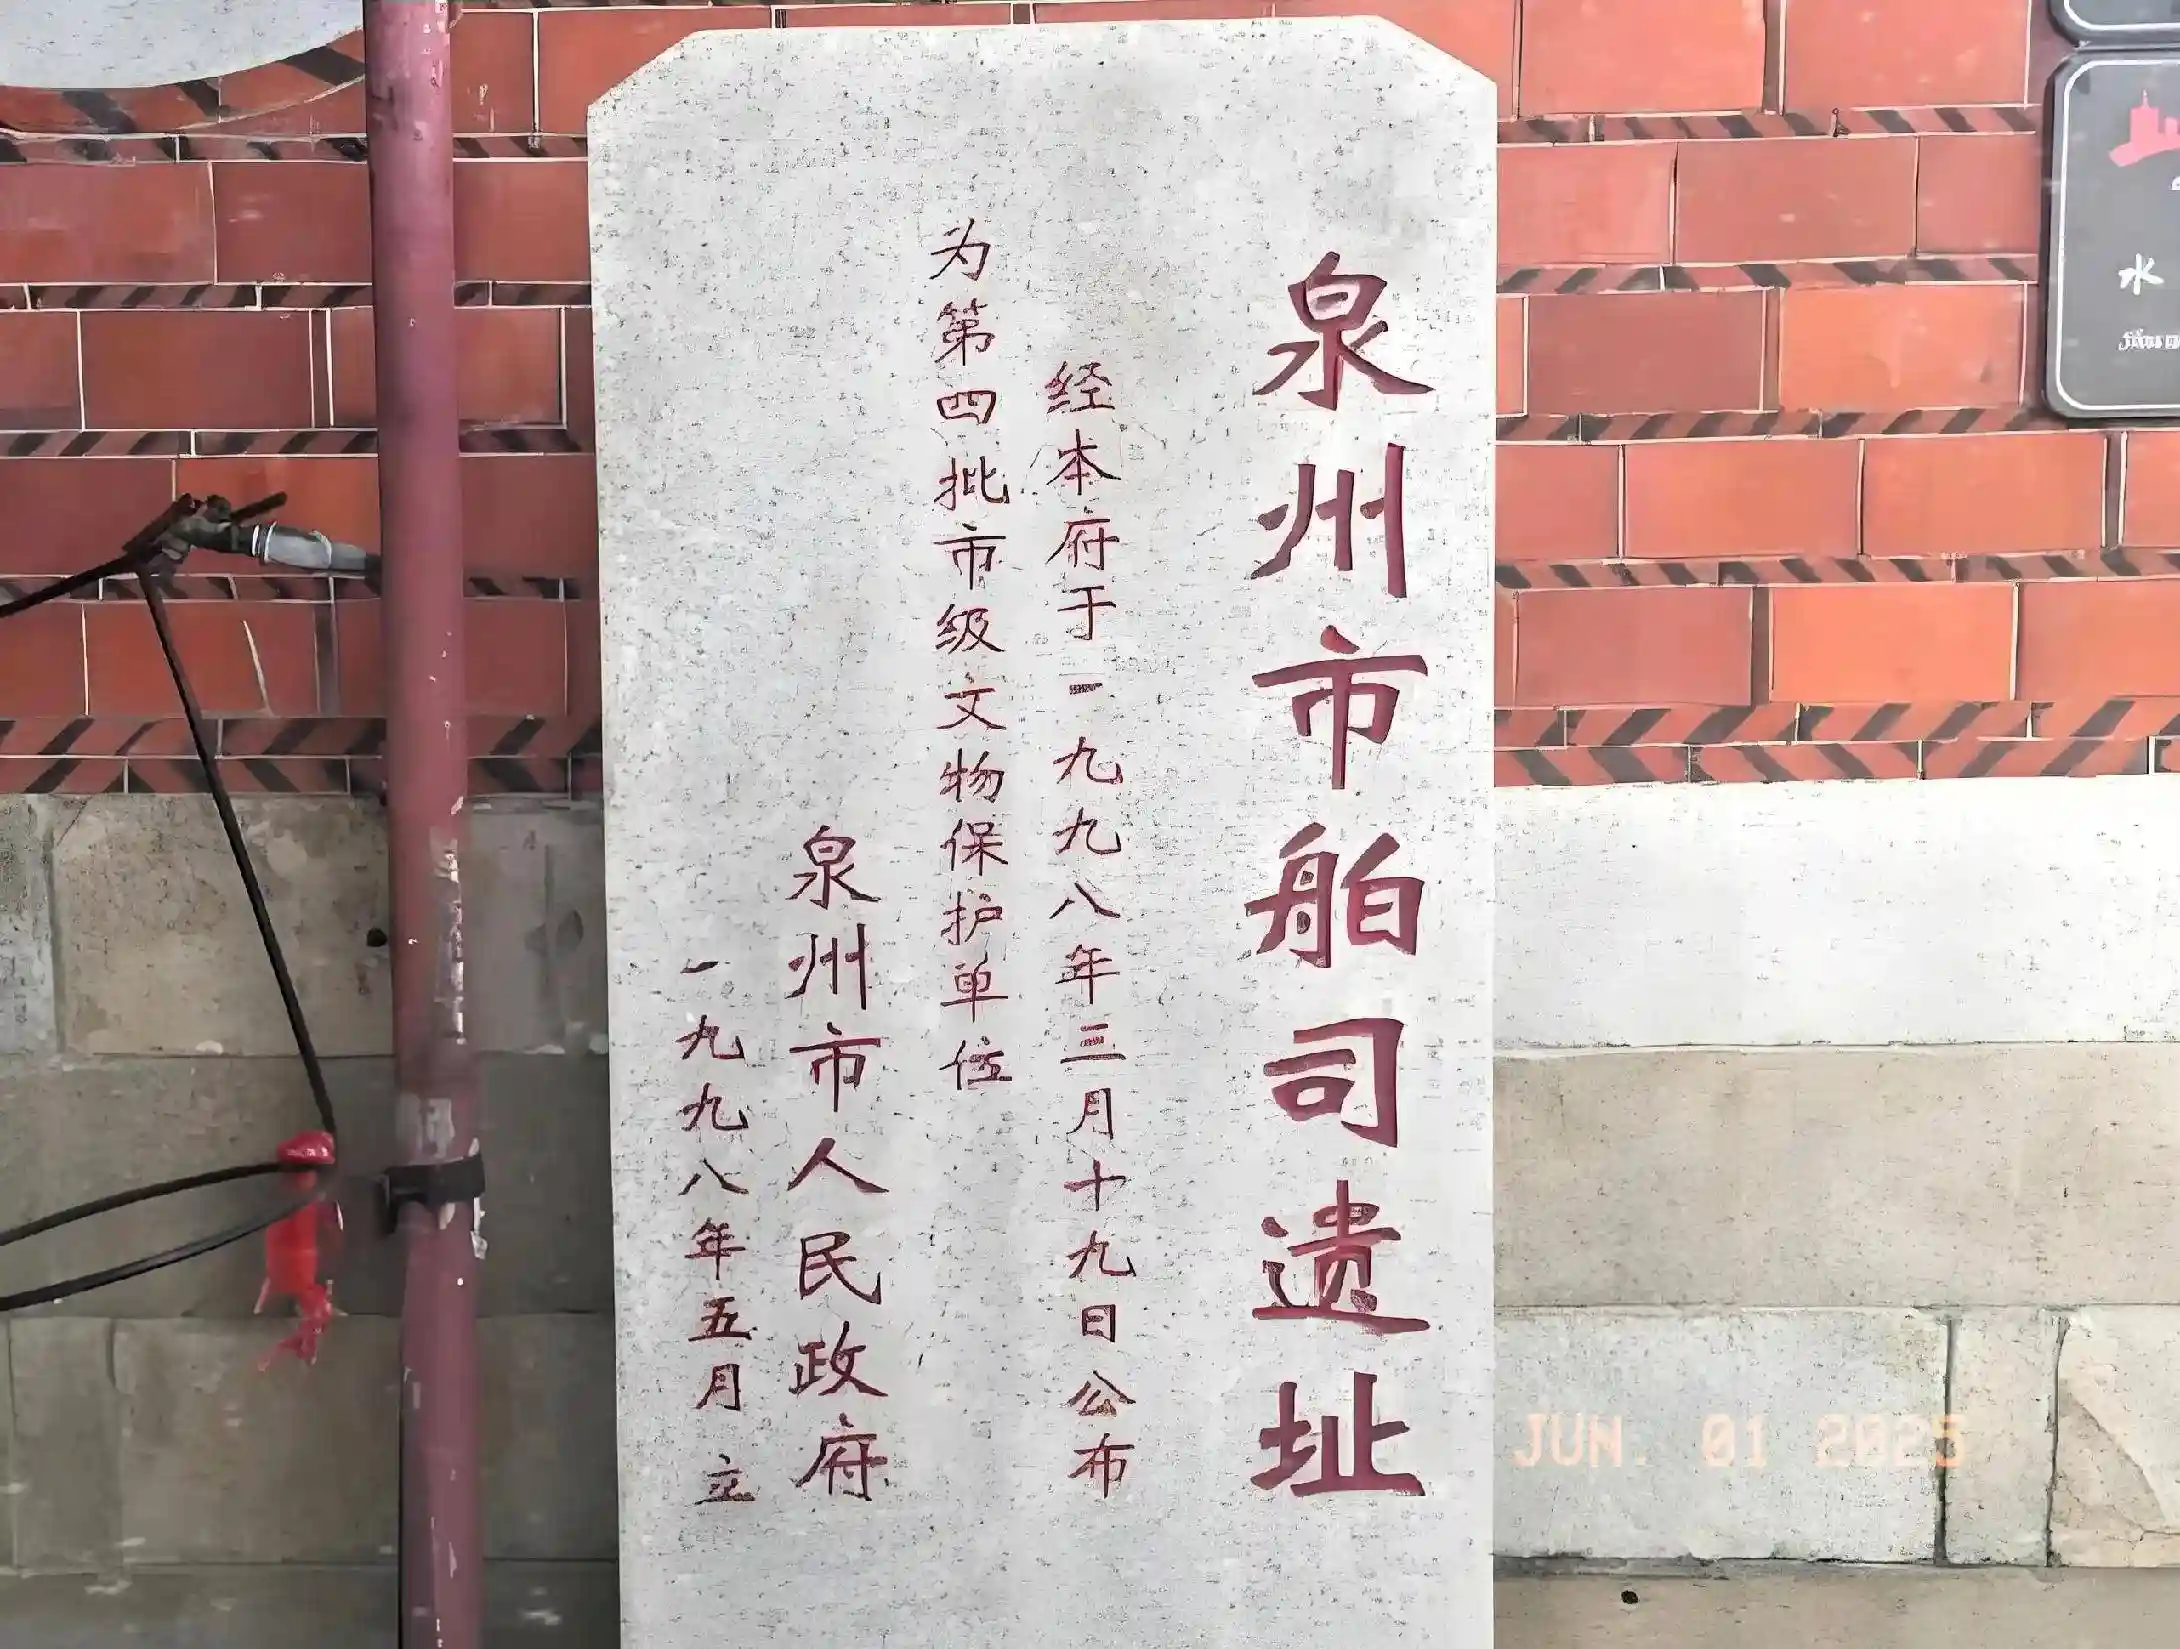 泉州市舶司遗址
经本府于一九九八年三月十九日公布
为第四批市级文物保护单位
泉州市人民政府
一九九八年五月 立
水
JUN. 01 2025